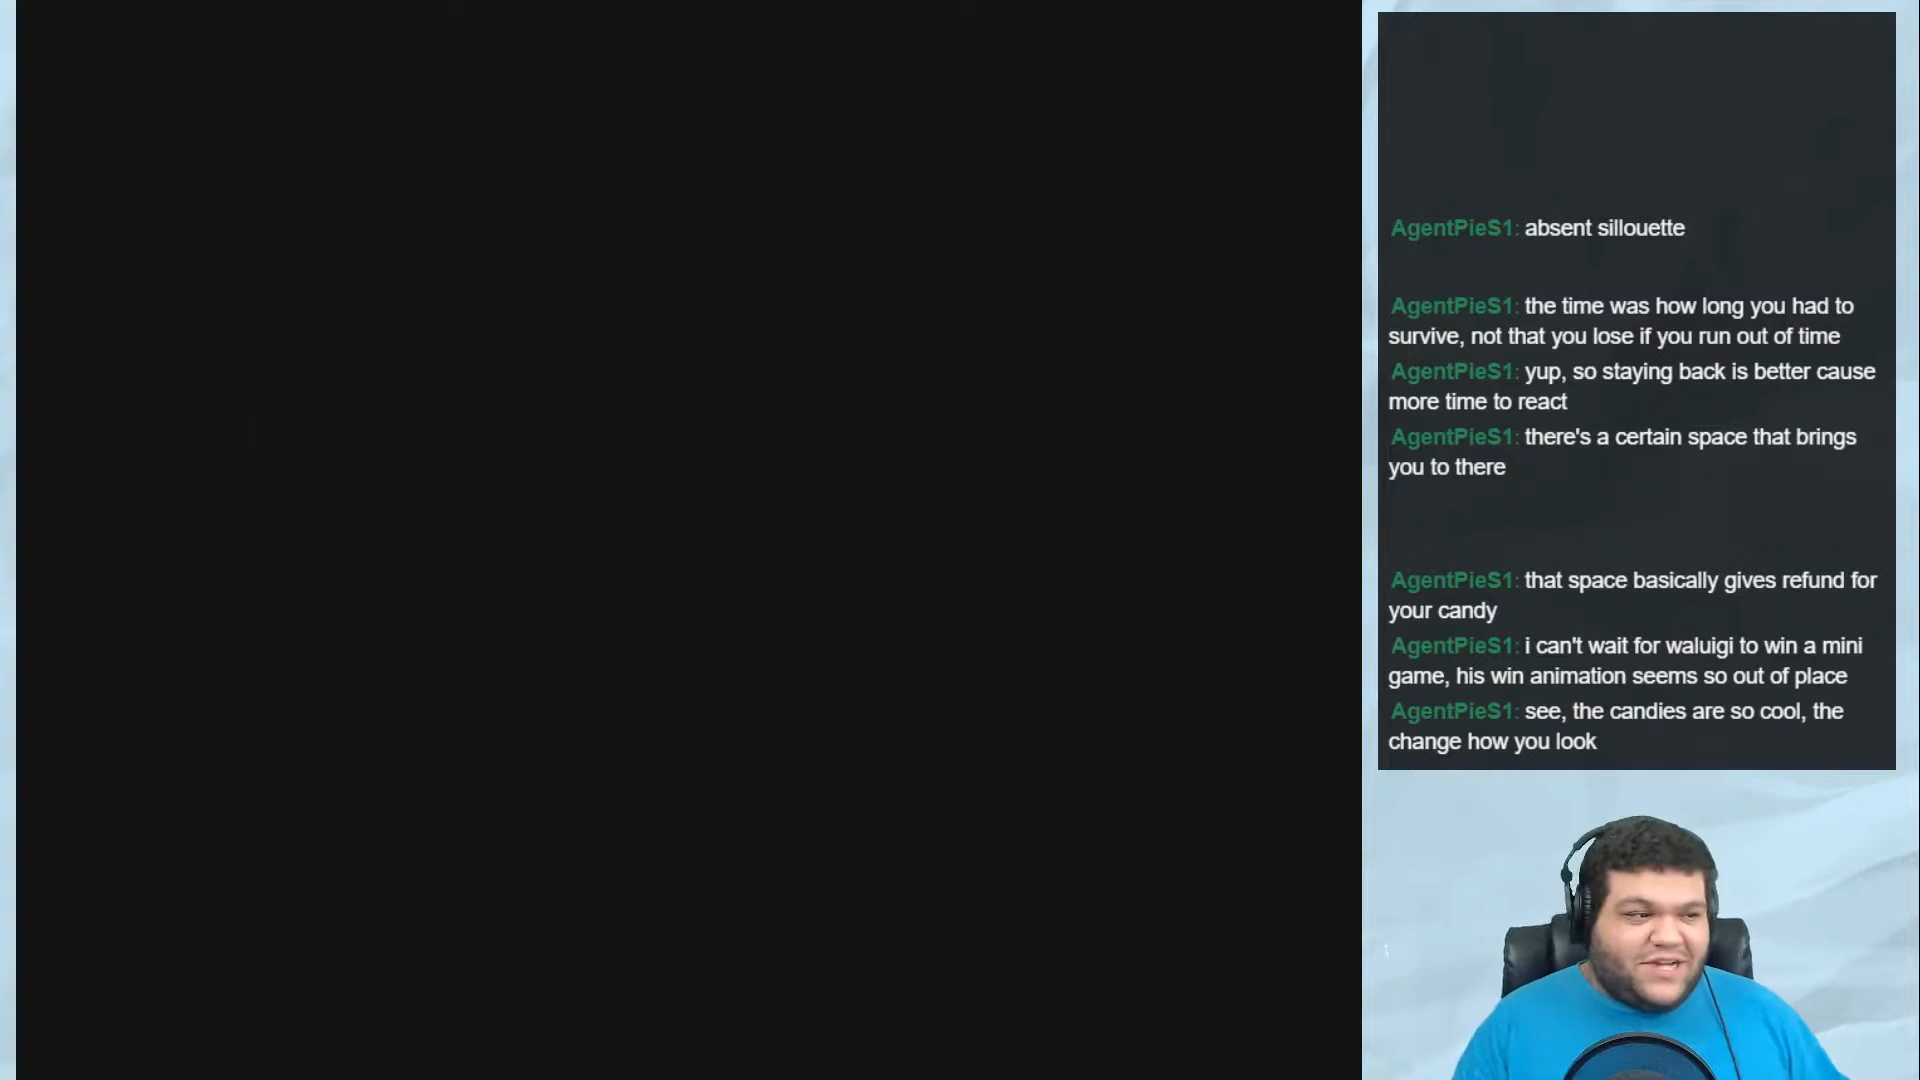 AgentPieS1: absent sillouette
AgentPieS1: the time was how long you had to
survive, not that you lose if you run out of time
AgentPieS1: yup, so staying back is better cause
more time to react
AgentPieS1: there's a certain space that brings
you to there
AgentPieS1: that space basically gives refund for
your candy
AgentPieS1: i can't wait for waluigi to win a mini
game, his win animation seems so out of place
AgentPieS1: see, the candies are so cool, the
change how you look